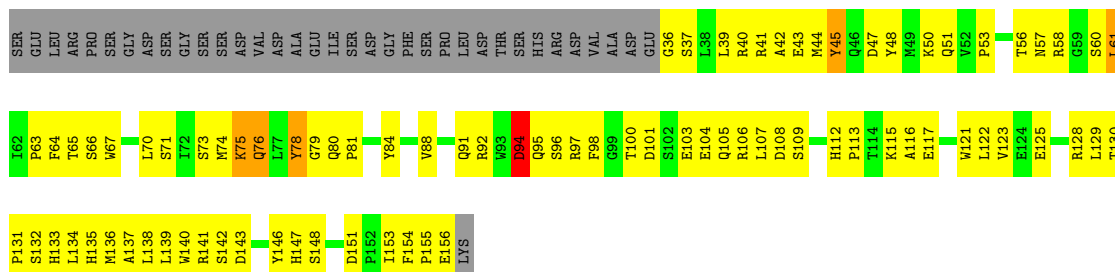 SER GLU LEU ARG PRO SER GLY ASP SER GLY SER SER ASP VAL ASP ALA GLU ILE SER ASP GLY PHE SER PRO LEU ASP THR SER HIS ARG ASP VAL ALA ASP GLU G36 S37 L38 L39 R40 R41 A42 E43 M44 Y45 Q46 D47 Y48 M49 K50 Q51 V52 P53 T56 N57 R58 G59 S60 L61
I62 P63 F64 T65 S66 W67 L70 S71 I72 S73 M74 K75 Q76 L77 Y78 G79 Q80 P81 Y84 V88 Q91 R92 W93 D94 Q95 S96 R97 F98 G99 T100 D101 S102 E103 E104 Q105 R106 L107 D108 S109 H112 P113 T114 K115 A116 E117 W121 L122 V123 E124 E125 R128 L129 T130
P131 S132 H133 L134 H135 M136 A137 L138 L139 W140 R141 S142 D143 Y146 H147 S148 D151 P152 I153 F154 P155 E156 LYS